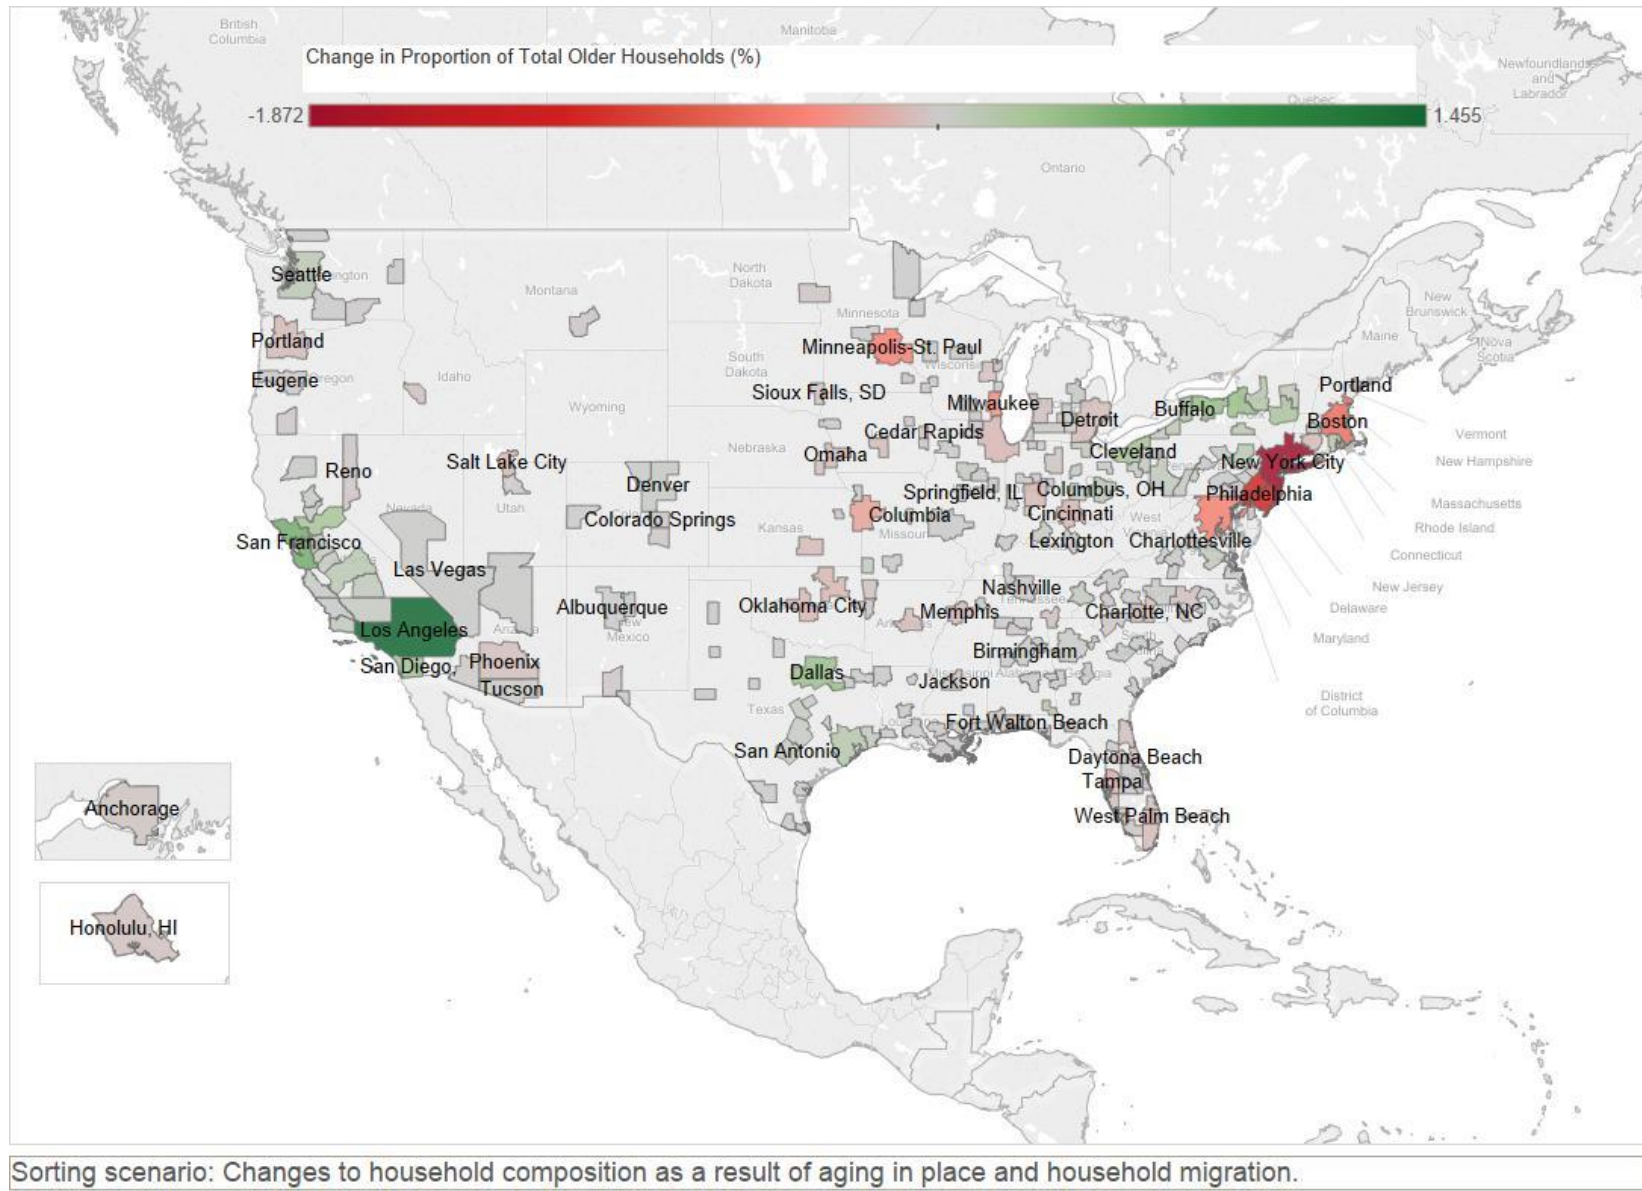 British
Columbia
Manitoba
Change in Proportion of Total Older Households (%)
Newfoundland
and
Labrador
Quebec
-1.872
1.455
Ontario
Seattle
North
Dakota
Montana
New
Brunswick
Minnesota
Maine
Nova
Scotia
Portland
Minneapolis-St. Paul
South
Dakota
Wisconsin
Eugene
Idaho
Portland
Sioux Falls, SD
Wyoming
Milwaukee
Buffalo
Boston
Detroit
Cedar Rapids
Vermont
Nebraska
Omaha
Cleveland
New York City
New Hampshire
Reno
Salt Lake City
Denver
Springfield, IL
Columbus, OH
Philadelphia
Massachusetts
Nevada
Utah
Colorado Springs
Kansas
Columbia
Missouri
Cincinnati
West
Rhode Island
San Francisco
Lexington
Charlottesville
Connecticut
Las Vegas
Nashville
New Jersey
Albuquerque
Oklahoma City
Memphis
Charlotte, NC
Delaware
Los Angeles
New
Mexico
Maryland
San Diego
Phoenix
Birmingham
Tucson
Dallas
Jackson
Texas
District
of Columbia
Fort Walton Beach
San Antonio
Daytona Beach
Tampa
Anchorage
West Palm Beach
Honolulu, HI
Sorting scenario: Changes to household composition as a result of aging in place and household migration.